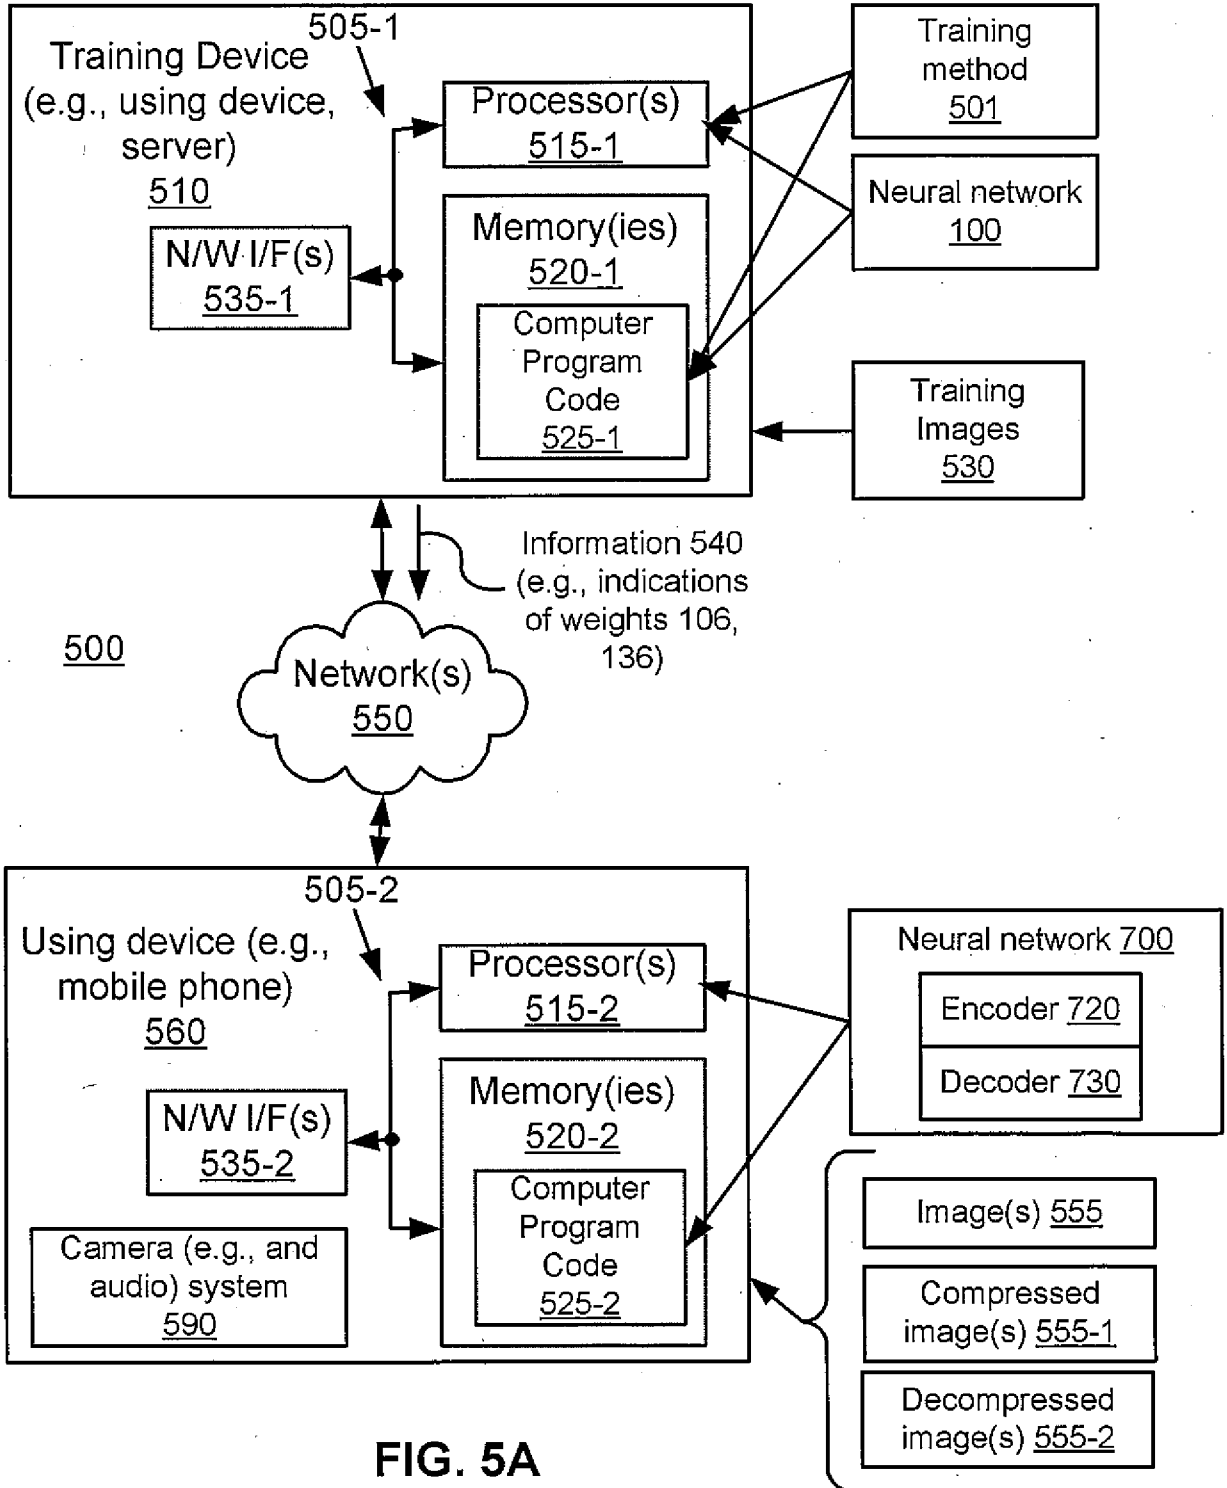 505-1
Training Device
(e.g., using device,
server)
510
Processor(s)
515-1
N/W I/F(s)
535-1
Memory(ies)
520-1
Computer
Program
Code
525-1
Training
method
501
Neural network
100
Training
Images
530
Information 540
(e.g., indications
of weights 106,
136)
500
Network(s)
550
505-2
Using device (e.g.,
mobile phone)
560
Processor(s)
515-2
N/W I/F(s)
535-2
Memory(ies)
520-2
Computer
Program
Code
525-2
Camera (e.g., and
audio) system
590
Neural network 700
Encoder 720
Decoder 730
Image(s) 555
Compressed
image(s) 555-1
Decompressed
image(s) 555-2
FIG. 5A